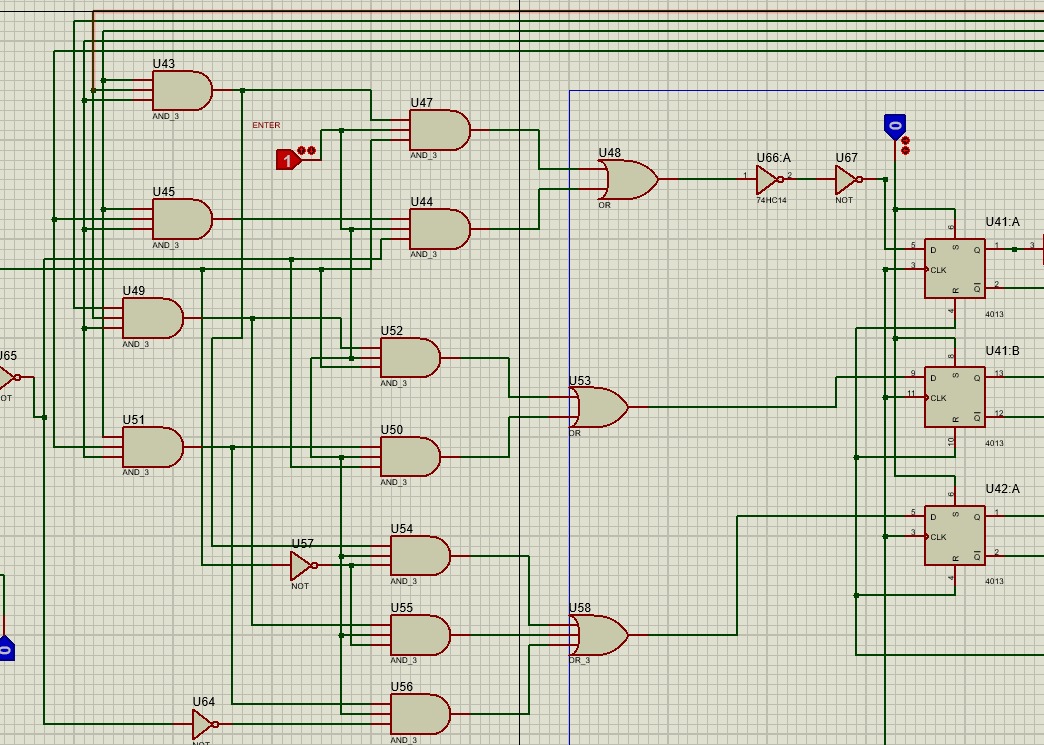 U43
AND_3
ENTER
1
U47
AND_3
U45
AND_3
U44
AND_3
U48
OR
U66:A
1
2
74HC14
U67
NOT
0
U41:A
6
5
D
S
Q
1
3
3
CLK
R
Q
2
4
4013
U49
AND_3
U52
AND_3
U65
OT
U53
OR
U41:B
8
9
D
S
Q
13
11
CLK
R
Q
12
10
4013
U51
AND_3
U50
AND_3
U42:A
6
5
D
S
Q
1
3
CLK
R
Q
2
4
4013
U54
AND_3
U57
NOT
U55
AND_3
U58
OR_3
0
U56
AND_3
U64
NOT